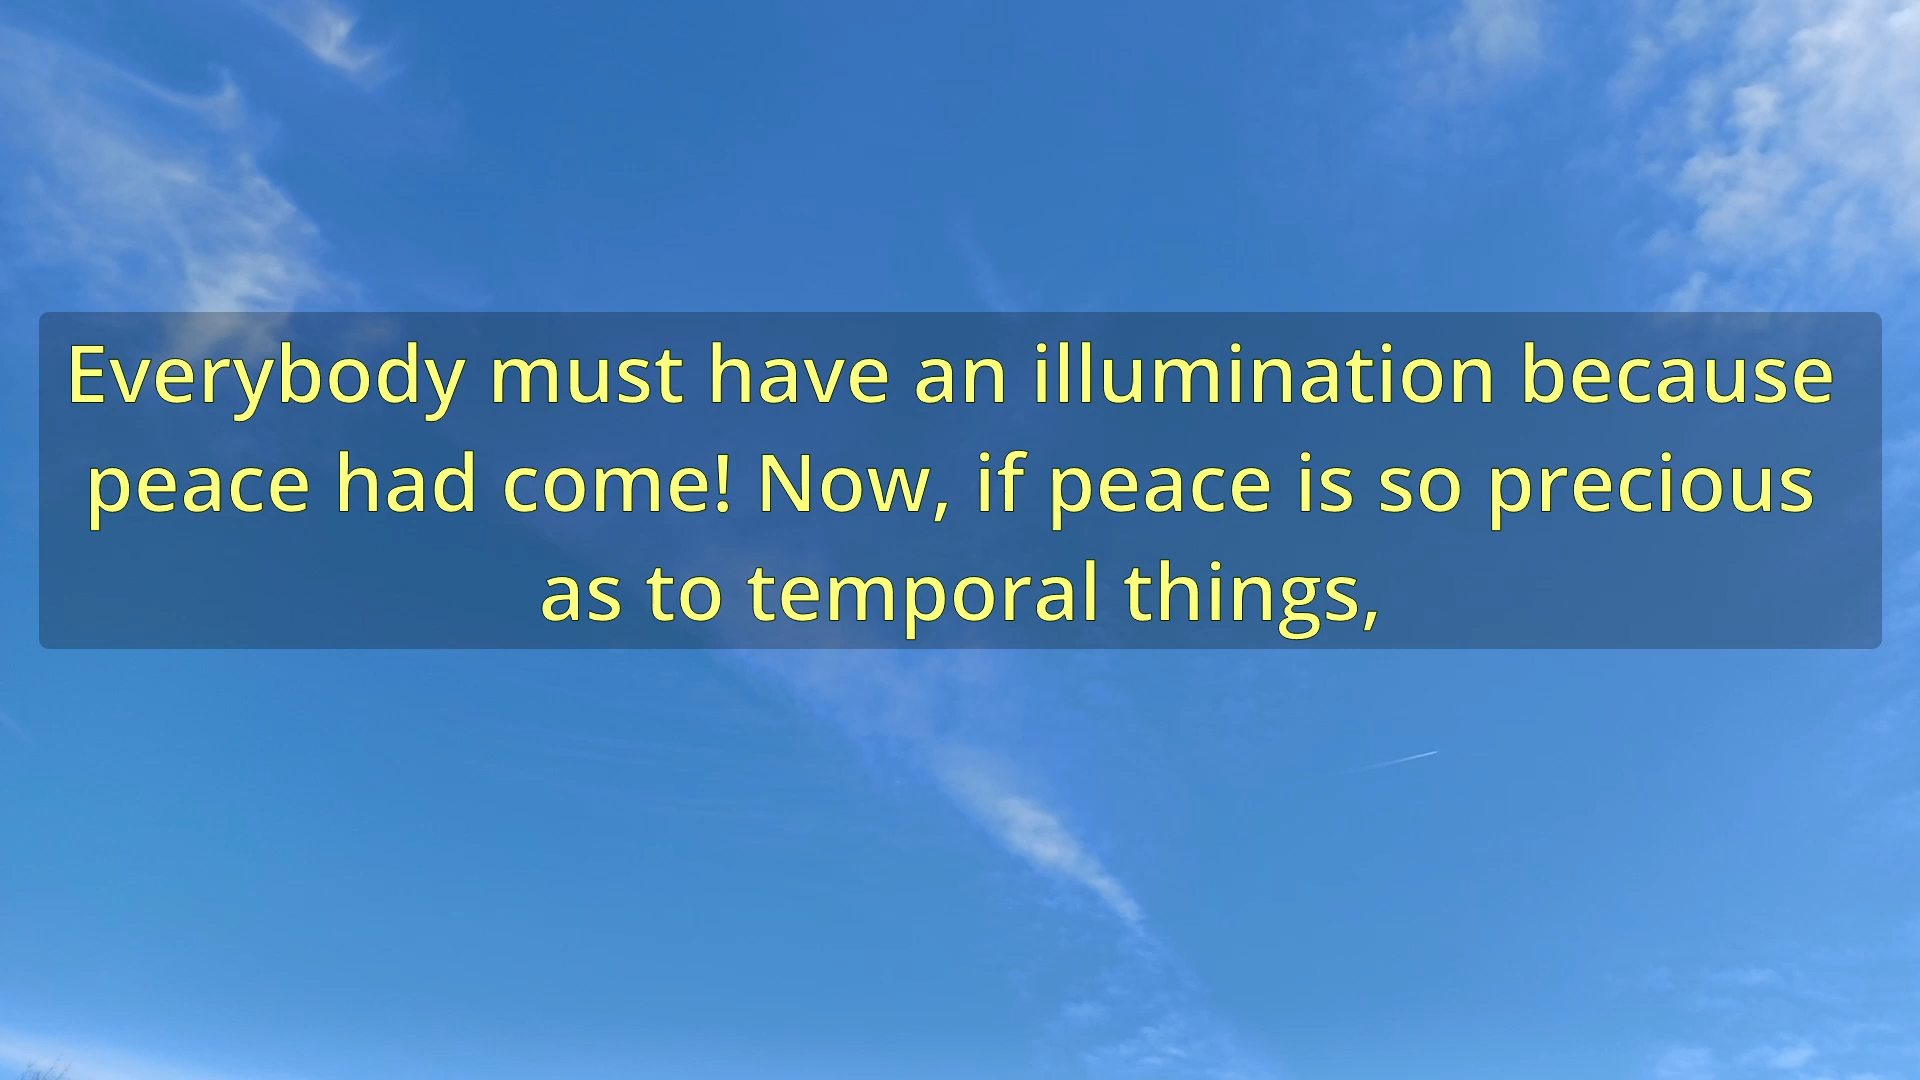 Everybody must have an illumination because
peace had come! Now, if peace is so precious
as to temporal things,